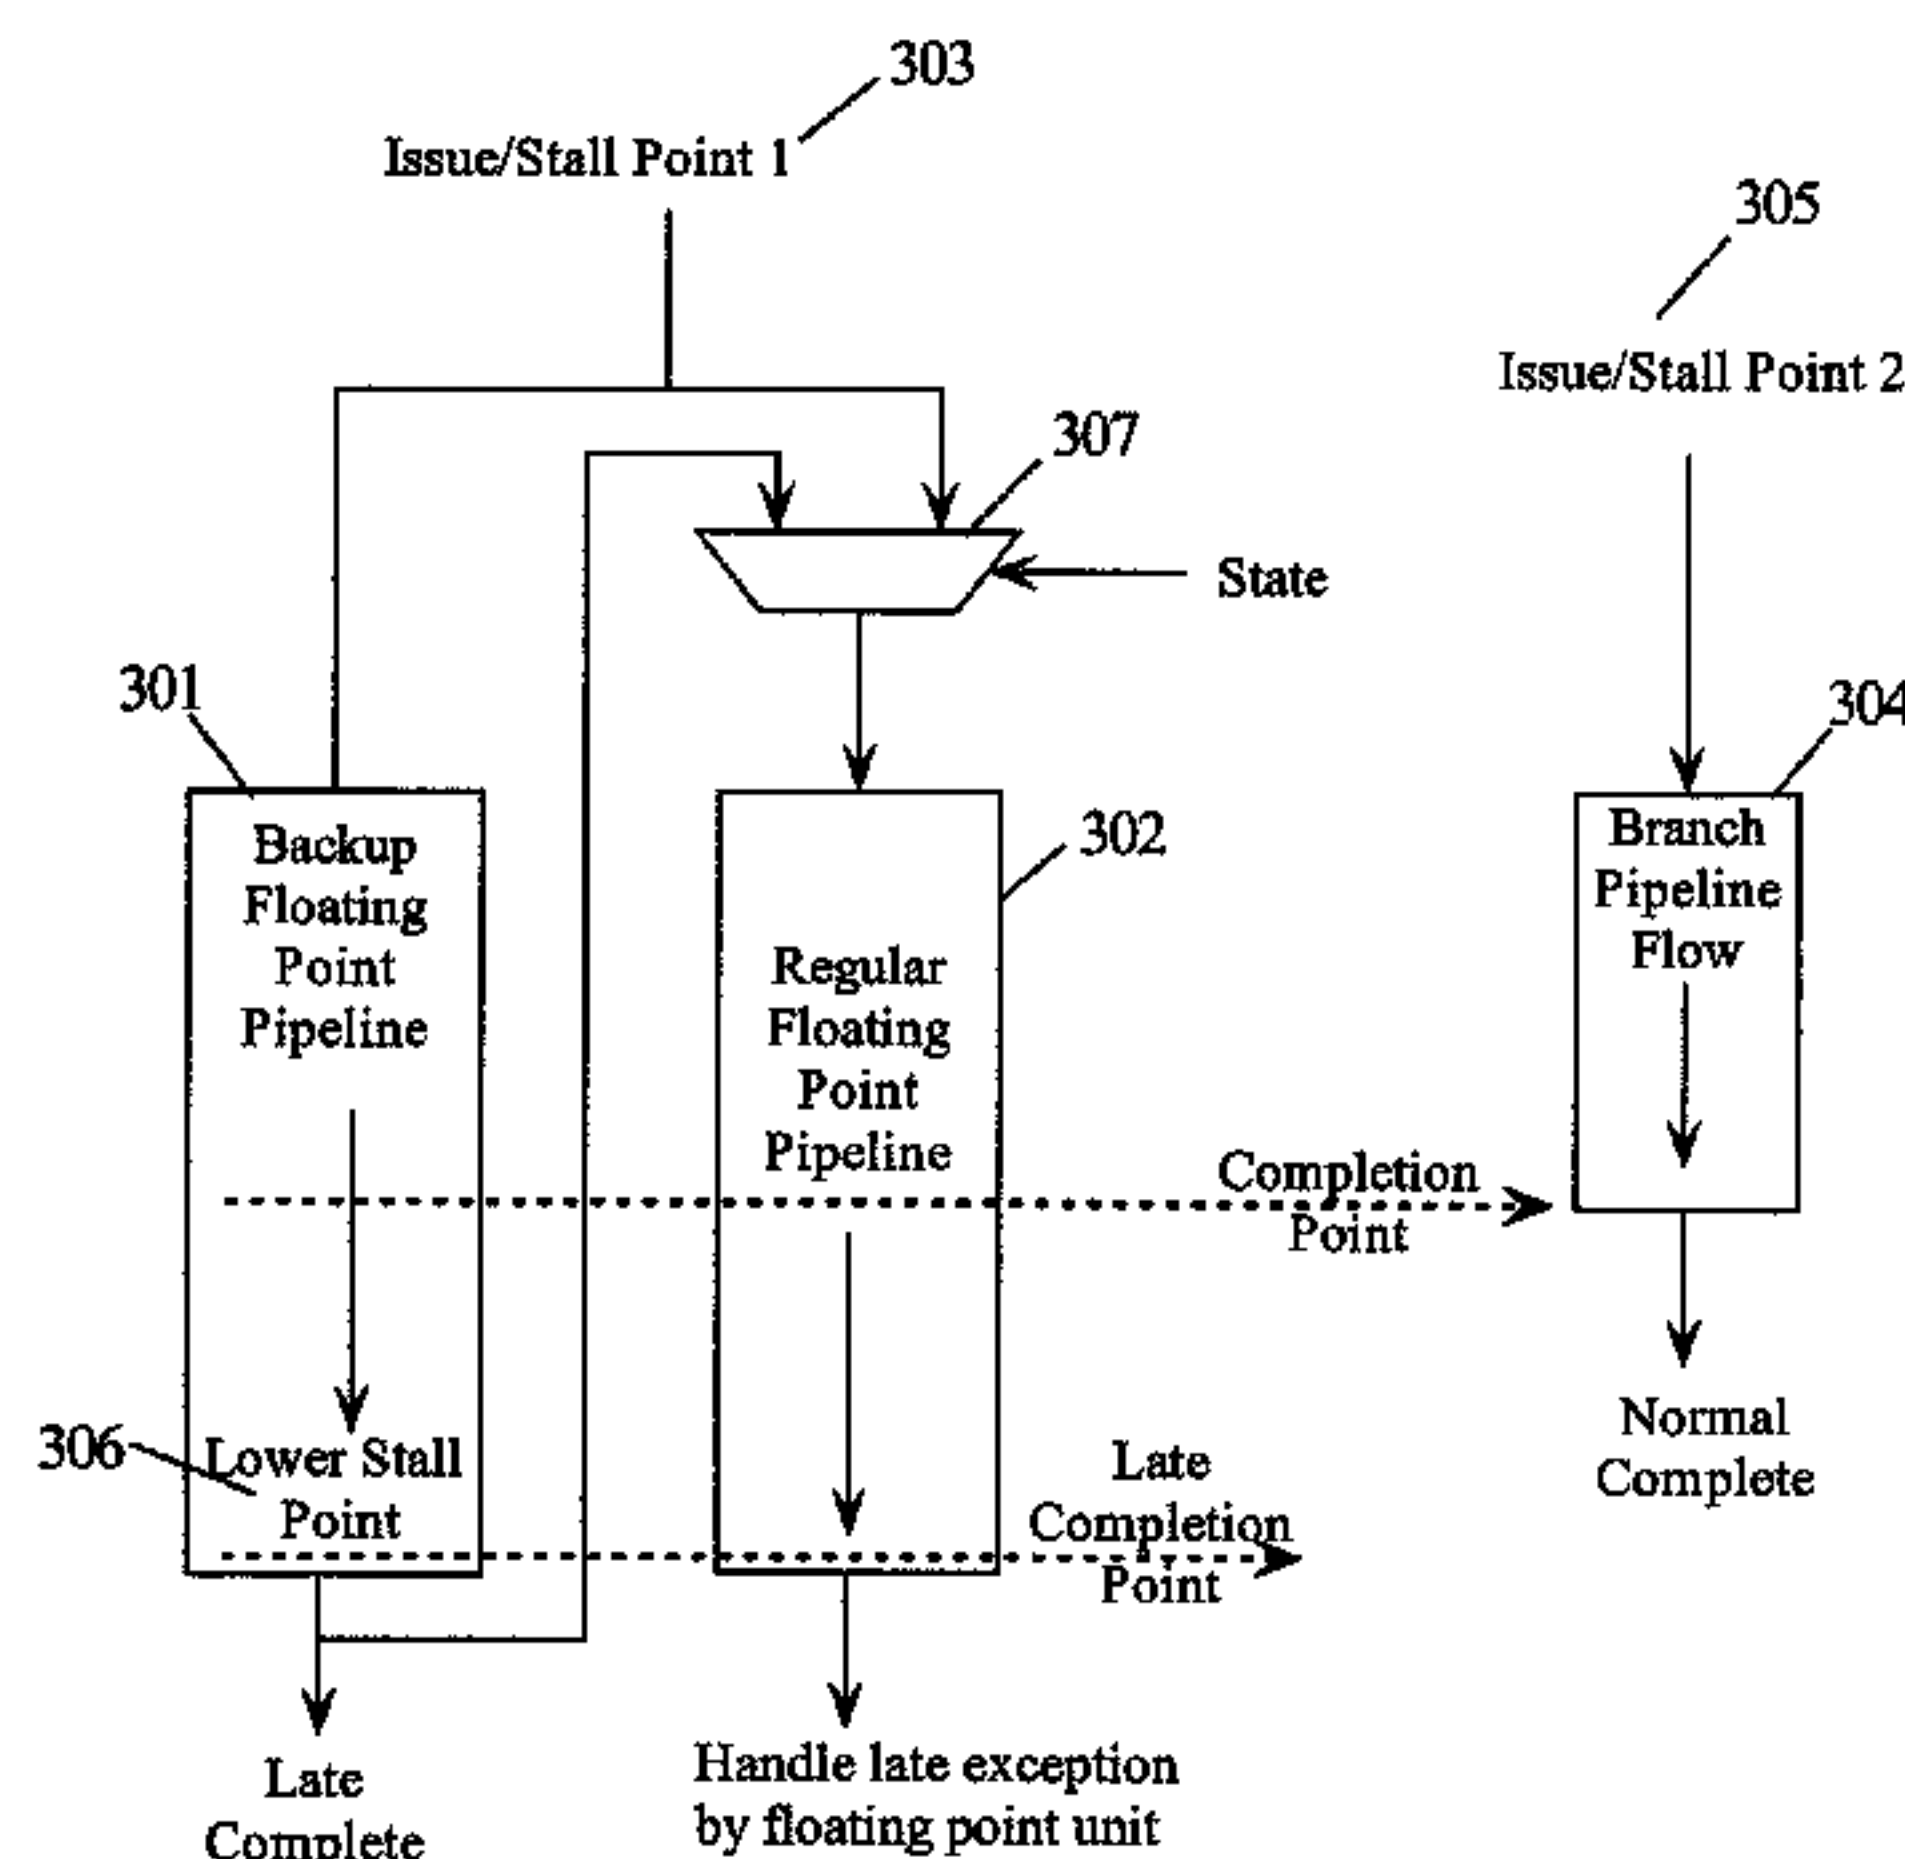 303
Issue/Stall Point 1
305
Issue/Stall Point 2
307
State
301
304
Backup
Floating
Point
Pipeline
302
Regular
Floating
Point
Pipeline
Branch
Pipeline
Flow
Completion
Point
306
Lower Stall
Point
Late
Completion
Point
Normal
Complete
Late
Complete
Handle late exception
by floating point unit